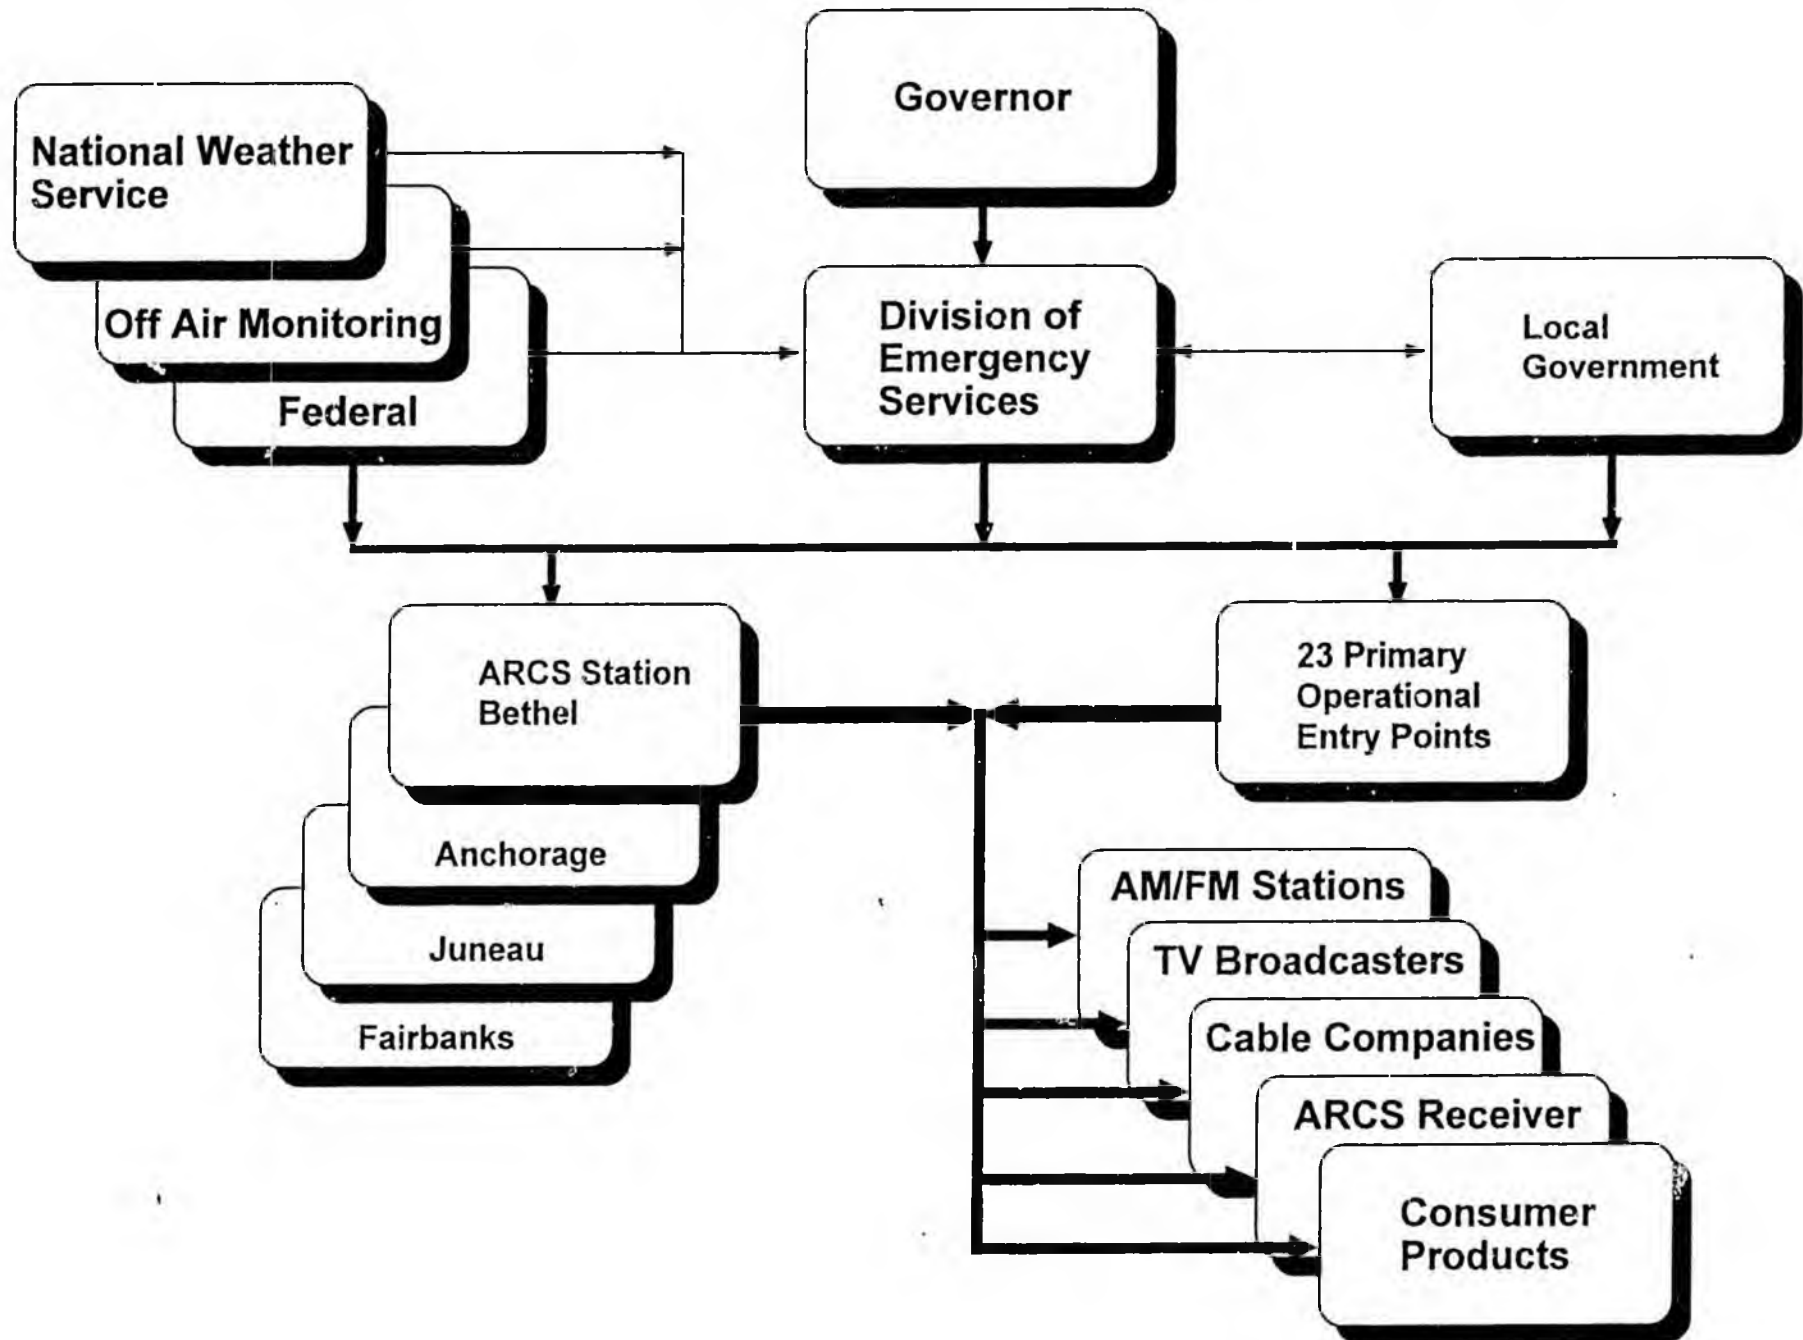 Governor
National Weather
Service
Off Air Monitoring
Federal
Division of
Emergency
Services
Local
Government
ARCS Station
Bethel
Anchorage
Juneau
Fairbanks
23 Primary
Operational
Entry Points
AM/FM Stations
TV Broadcasters
Cable Companies
ARCS Receiver
Consumer
Products